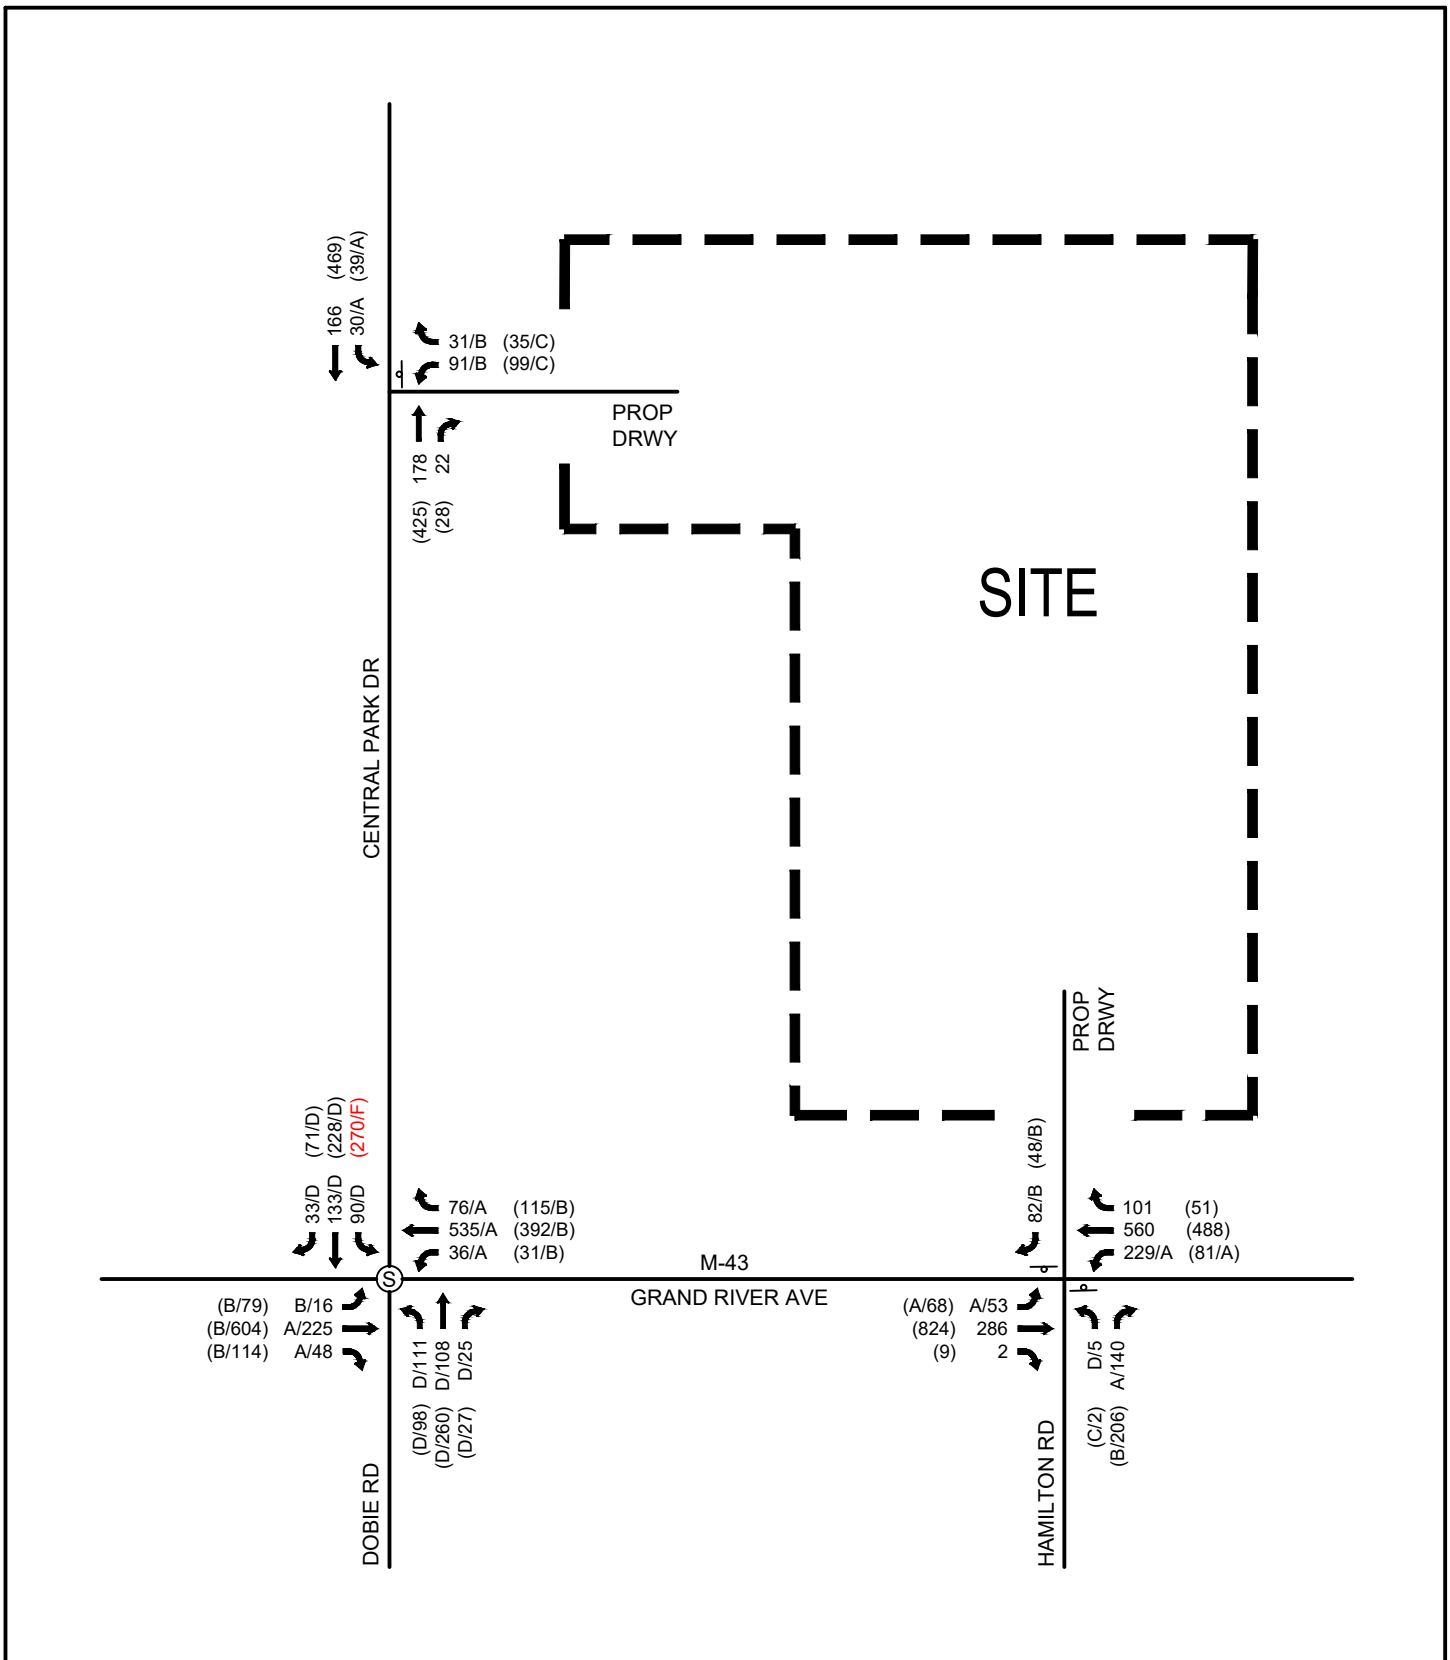 (469)
(39/A)
166
30/A
31/B (35/C)
91/B (99/C)
PROP
DRWY
178
22
(425)
(28)
SITE
CENTRAL PARK DR
PROP
DRWY
(71/D)
(228/D)
(270/F)
33/D
133/D
90/D
76/A (115/B)
535/A (392/B)
36/A (31/B)
(48/B)
82/B
101 (51)
560 (488)
229/A (81/A)
M-43
S
GRAND RIVER AVE
(B/79) B/16
(B/604) A/225
(B/114) A/48
D/111
D/108
D/25
(D/98)
(D/260)
(D/27)
(A/68) A/53
(824) 286
(9) 2
D/5
A/140
(C/2)
(B/206)
DOBIE RD
HAMILTON RD